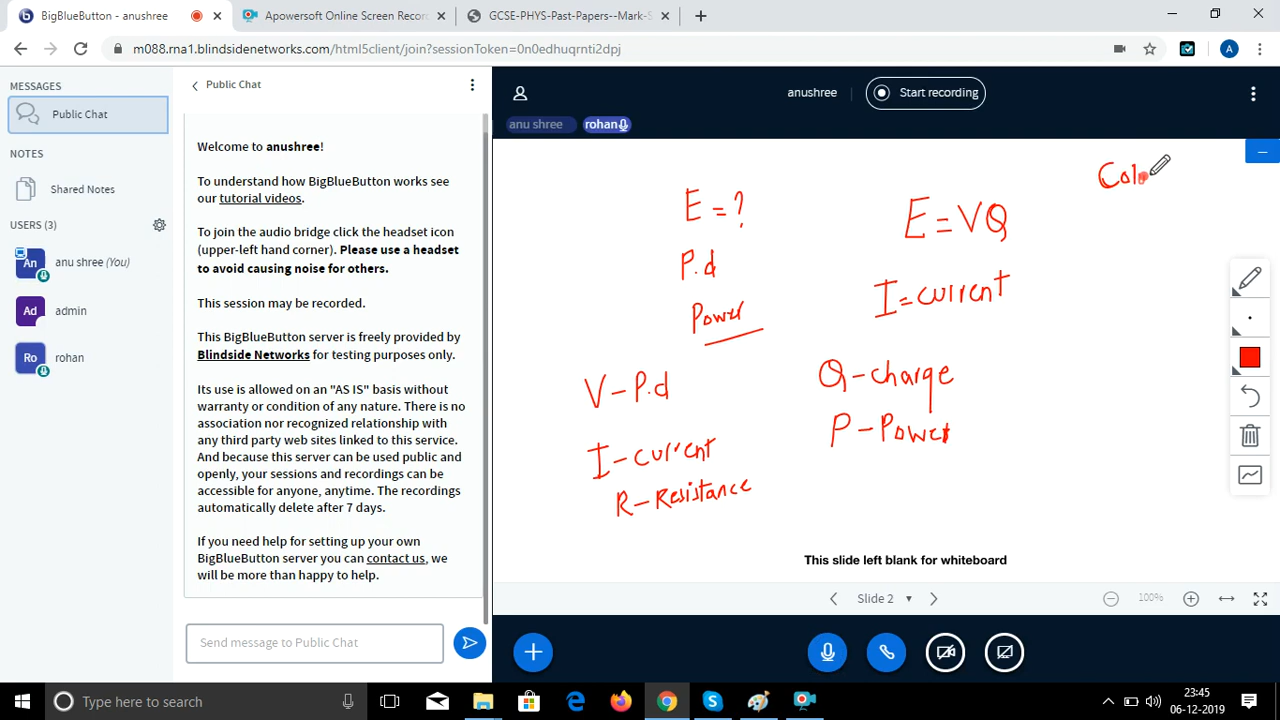 BigBlueButton - anushree
Apowersoft Online Screen Recor
GCSE-PHYS-Past-Papers--Mark-S
m088.rna1.blindsidenetworks.com/html5client/join?sessionToken=0n0edhuqrnti2dpj
A
MESSAGES
Public Chat
NOTES
Shared Notes
USERS (3)
An
anu shree (You)
Ad
admin
Ro
rohan
Public Chat
Welcome to anushree!
To understand how BigBlueButton works see
our tutorial videos.
To join the audio bridge click the headset icon
(upper-left hand corner). Please use a headset
to avoid causing noise for others.
This session may be recorded.
This BigBlueButton server is freely provided by
Blindside Networks for testing purposes only.
Its use is allowed on an "AS IS" basis without
warranty or condition of any nature. There is no
association nor recognized relationship with
any third party web sites linked to this service.
And because this server can be used public and
openly, your sessions and recordings can be
accessible for anyone, anytime. The recordings
automatically delete after 7 days.
If you need help for setting up your own
BigBlueButton server you can contact us, we
will be more than happy to help.
Send message to Public Chat
anushree
Start recording
anu shree
rohan
E = ?
P.d
Power
V - P.d
I - current
R - Resistance
E = VQ
I = current
Q - charge
P - Power
Col
This slide left blank for whiteboard
Slide 2
100%
Type here to search
23:45
06-12-2019